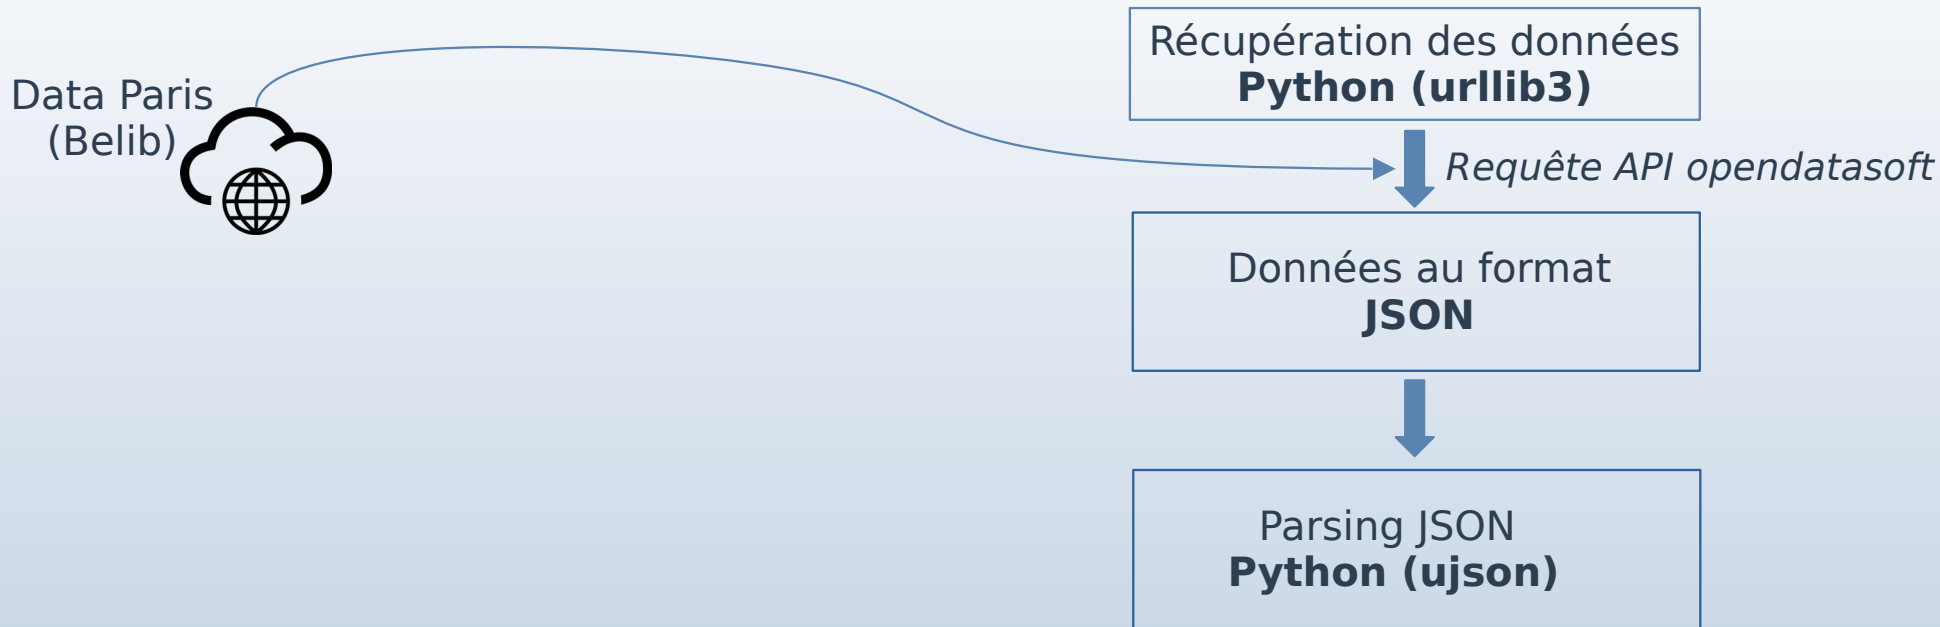 Data Paris
(Belib)
Récupération des données
Python (urllib3)
Requête API opendatasoft
Données au format
JSON
Parsing JSON
Python (ujson)